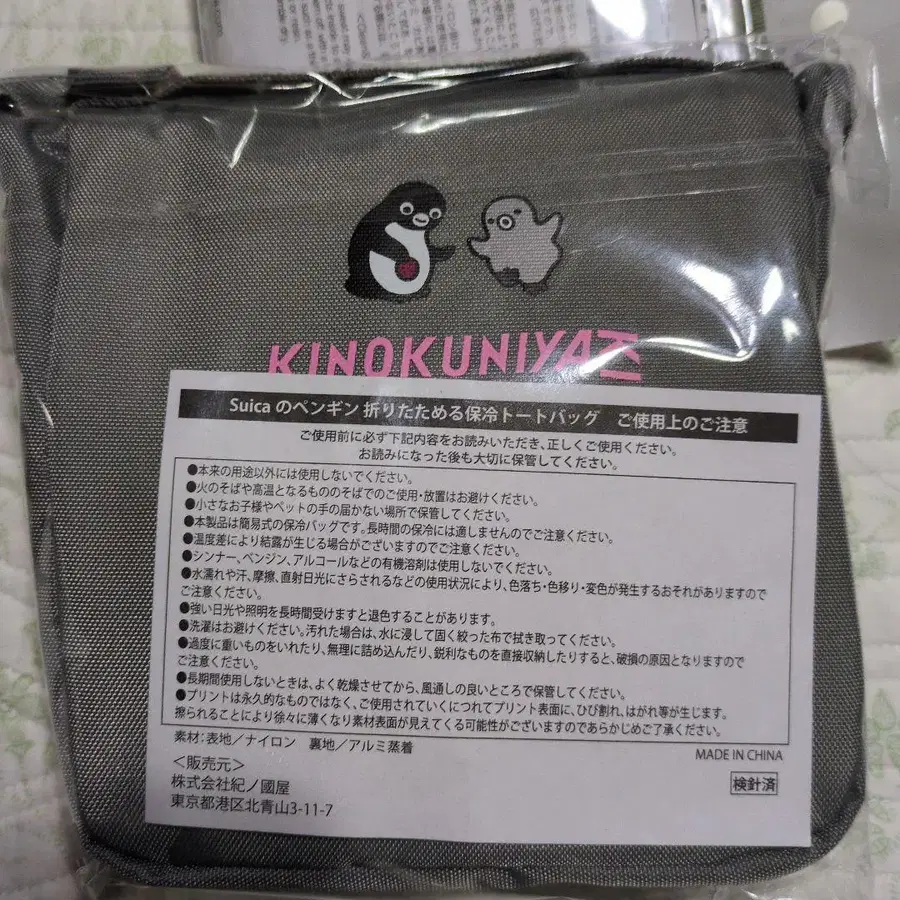 KINOKUNIYA
Suica のペンギン 折りたためる保冷トートバッグ ご使用上のご注意
ご使用前に必ず下記内容をお読みいただき、正しくご使用ください。
お読みになった後も大切に保管してください。
●本来の用途以外には使用しないでください。
●火のそばや高温となるもののそばでのご使用・放置はお避けください。
●小さなお子様やペットの手の届かない場所で保管してください。
●本製品は簡易式の保冷バッグです。長時間の保冷には適しませんのでご注意ください。
●温度差により結露が生じる場合がございますのでご注意ください。
●シンナー、ベンジン、アルコールなどの有機溶剤は使用しないでください。
●水濡れや汗、摩擦、直射日光にさらされるなどの使用状況により、色落ち・色移り・変色が発生するおそれがありますので
ご注意ください。
●強い日光や照明を長時間受けますと退色することがあります。
●洗濯はお避けください。汚れた場合は、水に浸して固く絞った布で拭き取ってください。
●過度に重いものをいれたり、無理に詰め込んだり、鋭利なものを直接収納したりすると、破損の原因となりますので
ご注意ください。
●長期間使用しないときは、よく乾燥させてから、風通しの良いところで保管してください。
●プリントは永久的なものではなく、ご使用されていくにつれてプリント表面に、ひび割れ、はがれ等が生じます。
擦られることにより徐々に薄くなり素材表面が見えてくる可能性がございますのであらかじめご了承ください。
素材：表地／ナイロン 裏地／アルミ蒸着
MADE IN CHINA
＜販売元＞
株式会社紀ノ國屋
検針済
東京都港区北青山3-11-7